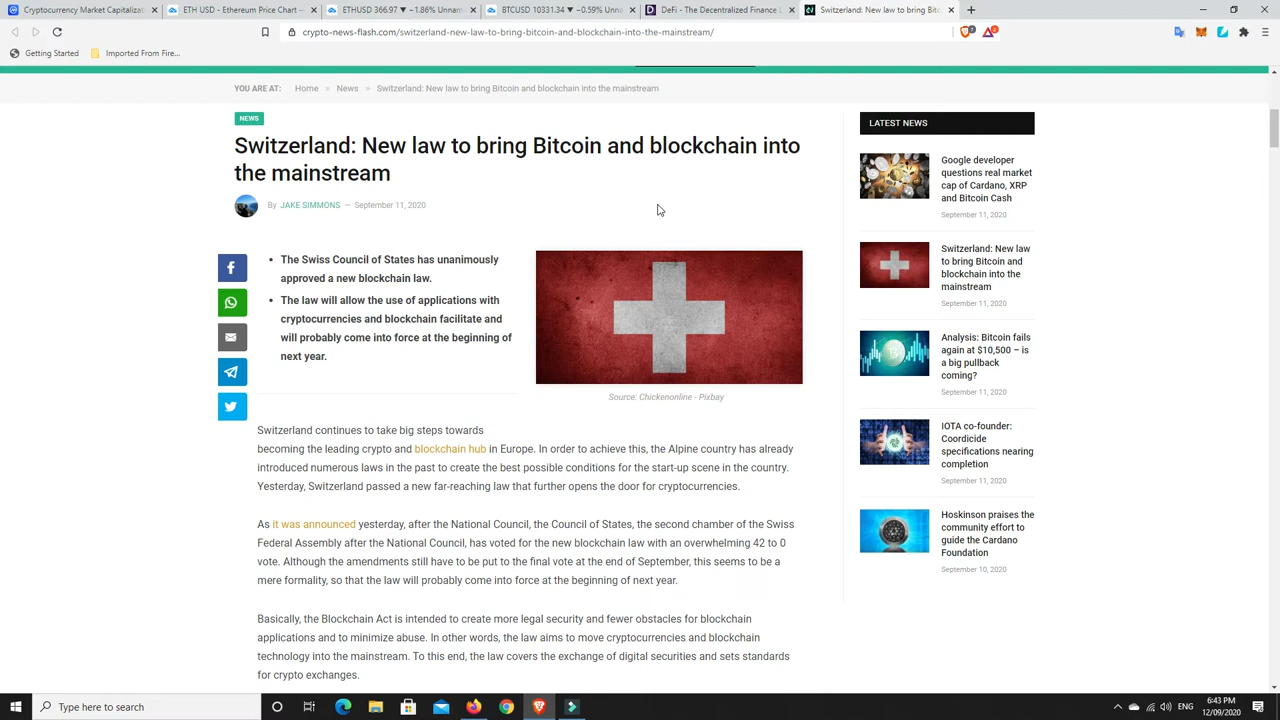 Cryptocurrency Market Capitalizat
ETH USD - Ethereum Price Chart —
ETHUSD 366.97 ▼ −1.86% Unnam
BTCUSD 10331.34 ▼ −0.59% Unna
DeFi - The Decentralized Finance L
Switzerland: New law to bring Bit
crypto-news-flash.com/switzerland-new-law-to-bring-bitcoin-and-blockchain-into-the-mainstream/
Getting Started
Imported From Fire...
YOU ARE AT: Home » News » Switzerland: New law to bring Bitcoin and blockchain into the mainstream
NEWS
Switzerland: New law to bring Bitcoin and blockchain into
the mainstream
By JAKE SIMMONS — September 11, 2020
• The Swiss Council of States has unanimously
approved a new blockchain law.
• The law will allow the use of applications with
cryptocurrencies and blockchain facilitate and
will probably come into force at the beginning of
next year.
Source: Chickenonline - Pixbay
Switzerland continues to take big steps towards
becoming the leading crypto and blockchain hub in Europe. In order to achieve this, the Alpine country has already
introduced numerous laws in the past to create the best possible conditions for the start-up scene in the country.
Yesterday, Switzerland passed a new far-reaching law that further opens the door for cryptocurrencies.
As it was announced yesterday, after the National Council, the Council of States, the second chamber of the Swiss
Federal Assembly after the National Council, has voted for the new blockchain law with an overwhelming 42 to 0
vote. Although the amendments still have to be put to the final vote at the end of September, this seems to be a
mere formality, so that the law will probably come into force at the beginning of next year.
Basically, the Blockchain Act is intended to create more legal security and fewer obstacles for blockchain
applications and to minimize abuse. In other words, the law aims to move cryptocurrencies and blockchain
technology into the mainstream. To this end, the law covers the exchange of digital securities and sets standards
for crypto exchanges.
LATEST NEWS
Google developer
questions real market
cap of Cardano, XRP
and Bitcoin Cash
September 11, 2020
Switzerland: New law
to bring Bitcoin and
blockchain into the
mainstream
September 11, 2020
Analysis: Bitcoin fails
again at $10,500 – is
a big pullback
coming?
September 11, 2020
IOTA co-founder:
Coordicide
specifications nearing
completion
September 11, 2020
Hoskinson praises the
community effort to
guide the Cardano
Foundation
September 10, 2020
Type here to search
ENG
6:43 PM
12/09/2020